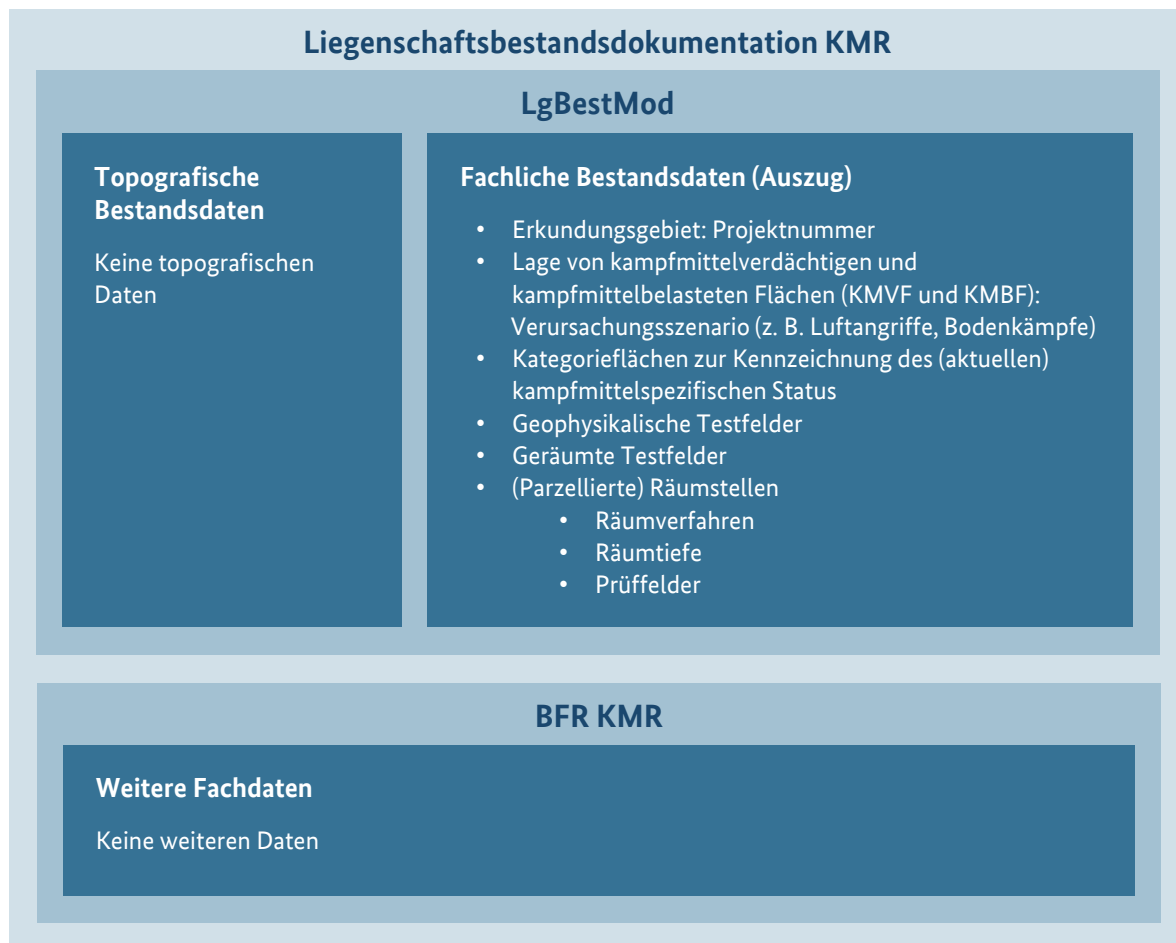 Liegenschaftsbestandsdokumentation KMR
LgBestMod
Topografische
Bestandsdaten
Keine topografischen
Daten
Fachliche Bestandsdaten (Auszug)
• Erkundungsgebiet: Projektnummer
• Lage von kampfmittelverdächtigen und
kampfmittelbelasteten Flächen (KMVF und KMBF):
Verursachungsszenario (z. B. Luftangriffe, Bodenkämpfe)
• Kategorieflächen zur Kennzeichnung des (aktuellen)
kampfmittelspezifischen Status
• Geophysikalische Testfelder
• Geräumte Testfelder
• (Parzellierte) Räumstellen
• Räumverfahren
• Räumtiefe
• Prüffelder
BFR KMR
Weitere Fachdaten
Keine weiteren Daten